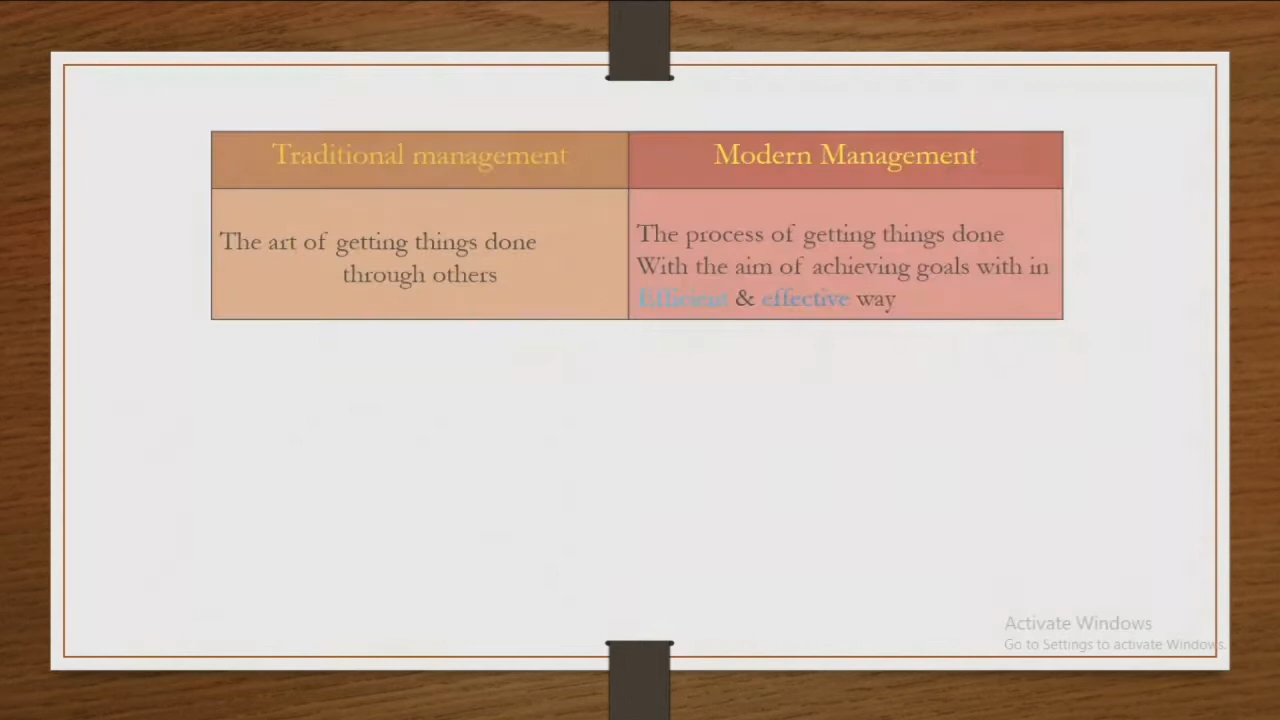 Traditional management
Modern Management
The art of getting things done
through others
The process of getting things done
With the aim of achieving goals with in
Efficient & effective way
Activate Windows
Go to Settings to activate Windows.